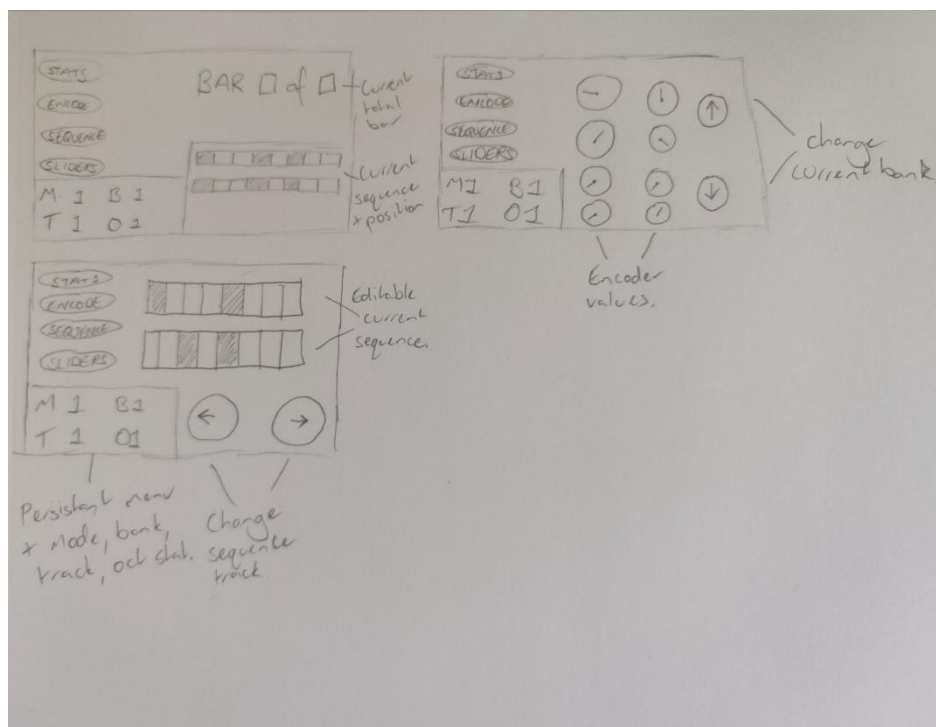 STATS
ENCODE
SEQUENCE
SLIDERS
M 1 B 1
T 1 O 1
BAR □ of □
Current
total
bar
Current
sequence
+ position
STATS
ENCODE
SEQUENCE
SLIDERS
M1 B1
T1 O1
change
current bank
Encoder
values.
STATS
ENCODE
SEQUENCE
SLIDERS
M 1 B1
T 1 O1
Editable
current
sequence.
Persistant menu
+ mode, bank,
track, oct stat.
Change
sequence
track